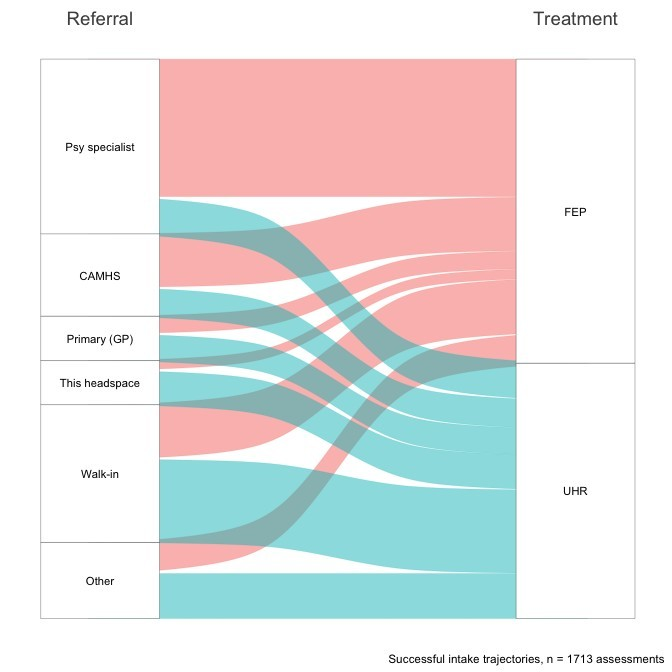 Referral
Treatment
Psy specialist
FEP
CAMHS
Primary (GP)
This headspace
Walk-in
UHR
Other
Successful intake trajectories, n = 1713 assessments